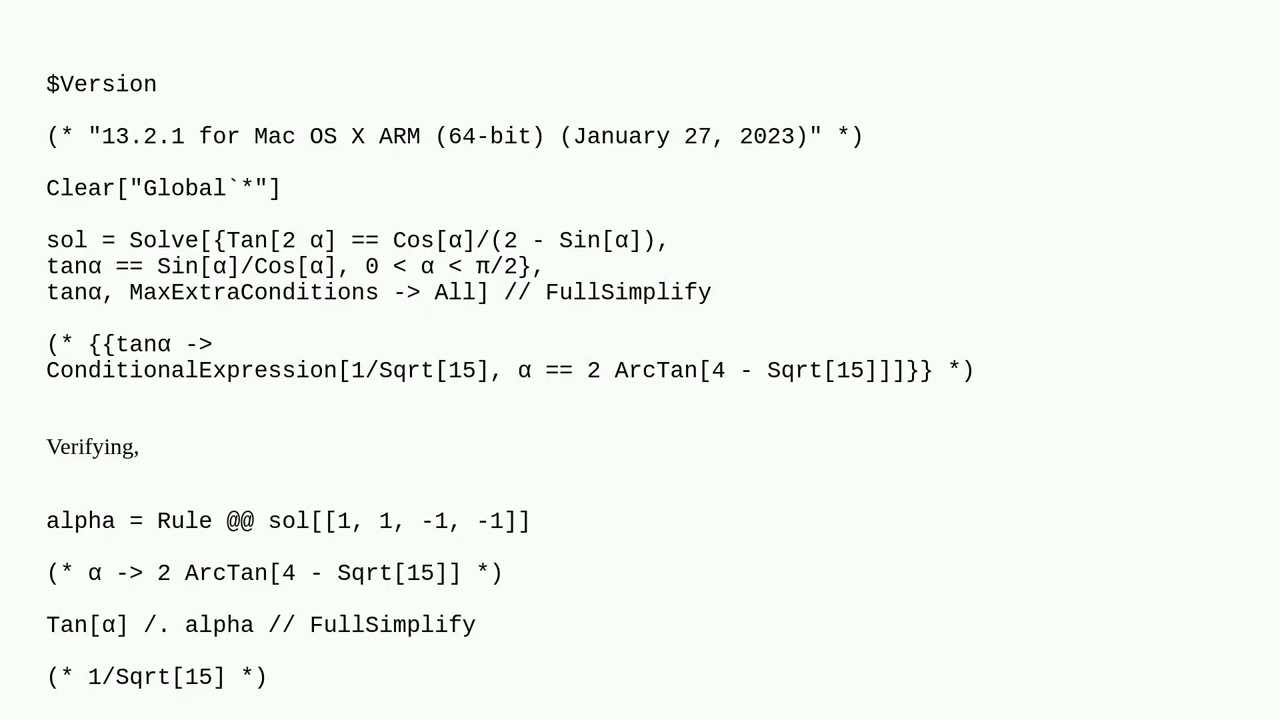 $Version
(* "13.2.1 for Mac OS X ARM (64-bit) (January 27, 2023)" *)
Clear["Global`*"]
sol = Solve[{Tan[2 α] == Cos[α]/(2 - Sin[α]),
tanα == Sin[α]/Cos[α], 0 < α < π/2},
tanα, MaxExtraConditions -> All] // FullSimplify
(* {{tanα ->
ConditionalExpression[1/Sqrt[15], α == 2 ArcTan[4 - Sqrt[15]]]}} *)
Verifying,
alpha = Rule @@ sol[[1, 1, -1, -1]]
(* α -> 2 ArcTan[4 - Sqrt[15]] *)
Tan[α] /. alpha // FullSimplify
(* 1/Sqrt[15] *)